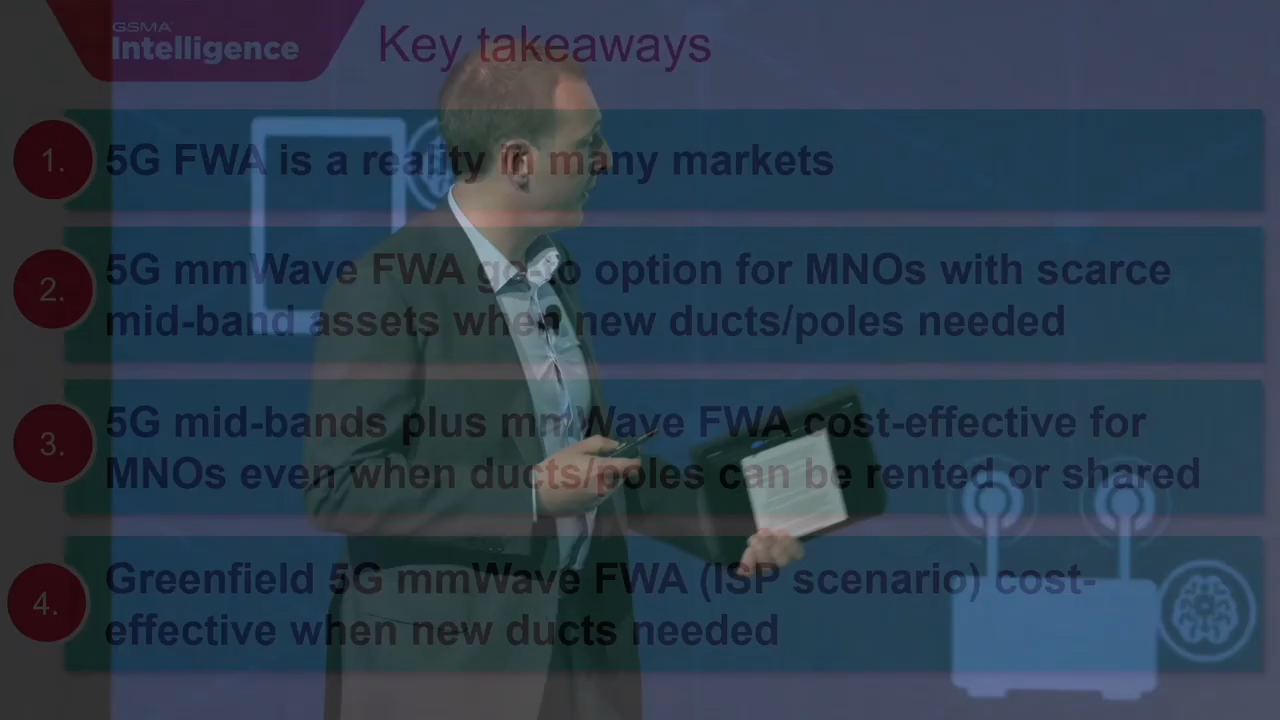 GSMA
Intelligence
Key takeaways
1.
5G FWA is a reality in many markets
2.
5G mmWave FWA go-to option for MNOs with scarce
mid-band assets when new ducts/poles needed
3.
5G mid-bands plus mmWave FWA cost-effective for
MNOs even when ducts/poles can be rented or shared
4.
Greenfield 5G mmWave FWA (ISP scenario) cost-
effective when new ducts needed